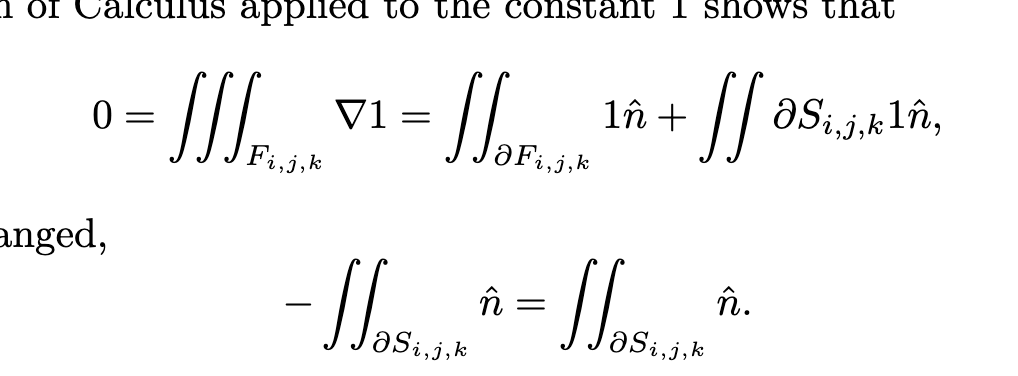 of Calculus applied to the constant 1 shows that
0 = ∭_{F_{i,j,k}} ∇1 = ∬_{∂F_{i,j,k}} 1n̂ + ∬ ∂S_{i,j,k}1n̂,
anged,
− ∬_{∂S_{i,j,k}} n̂ = ∬_{∂S_{i,j,k}} n̂.